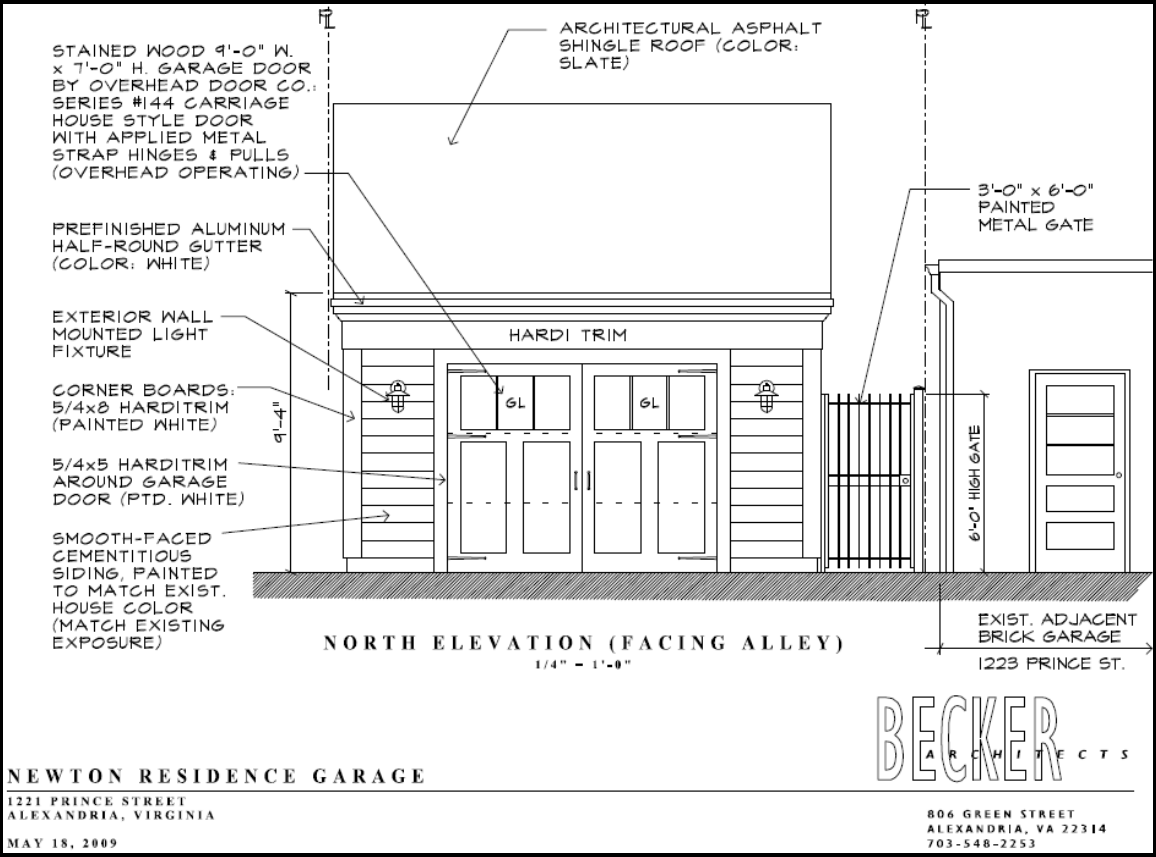 PL
PL
ARCHITECTURAL ASPHALT
SHINGLE ROOF (COLOR:
SLATE)
STAINED WOOD 9'-0" W.
x 7'-0" H. GARAGE DOOR
BY OVERHEAD DOOR CO.:
SERIES #144 CARRIAGE
HOUSE STYLE DOOR
WITH APPLIED METAL
STRAP HINGES & PULLS
(OVERHEAD OPERATING)
3'-0" x 6'-0"
PAINTED
METAL GATE
PREFINISHED ALUMINUM
HALF-ROUND GUTTER
(COLOR: WHITE)
EXTERIOR WALL
MOUNTED LIGHT
FIXTURE
HARDI TRIM
CORNER BOARDS:
5/4x8 HARDITRIM
(PAINTED WHITE)
9'-4"
GL
GL
6'-0" HIGH GATE
5/4x5 HARDITRIM
AROUND GARAGE
DOOR (PTD. WHITE)
SMOOTH-FACED
CEMENTITIOUS
SIDING, PAINTED
TO MATCH EXIST.
HOUSE COLOR
(MATCH EXISTING
EXPOSURE)
EXIST. ADJACENT
BRICK GARAGE
1223 PRINCE ST.
NORTH ELEVATION (FACING ALLEY)
1/4" = 1'-0"
BECKER
ARCHITECTS
NEWTON RESIDENCE GARAGE
1221 PRINCE STREET
ALEXANDRIA, VIRGINIA
MAY 18, 2009
806 GREEN STREET
ALEXANDRIA, VA 22314
703-548-2253